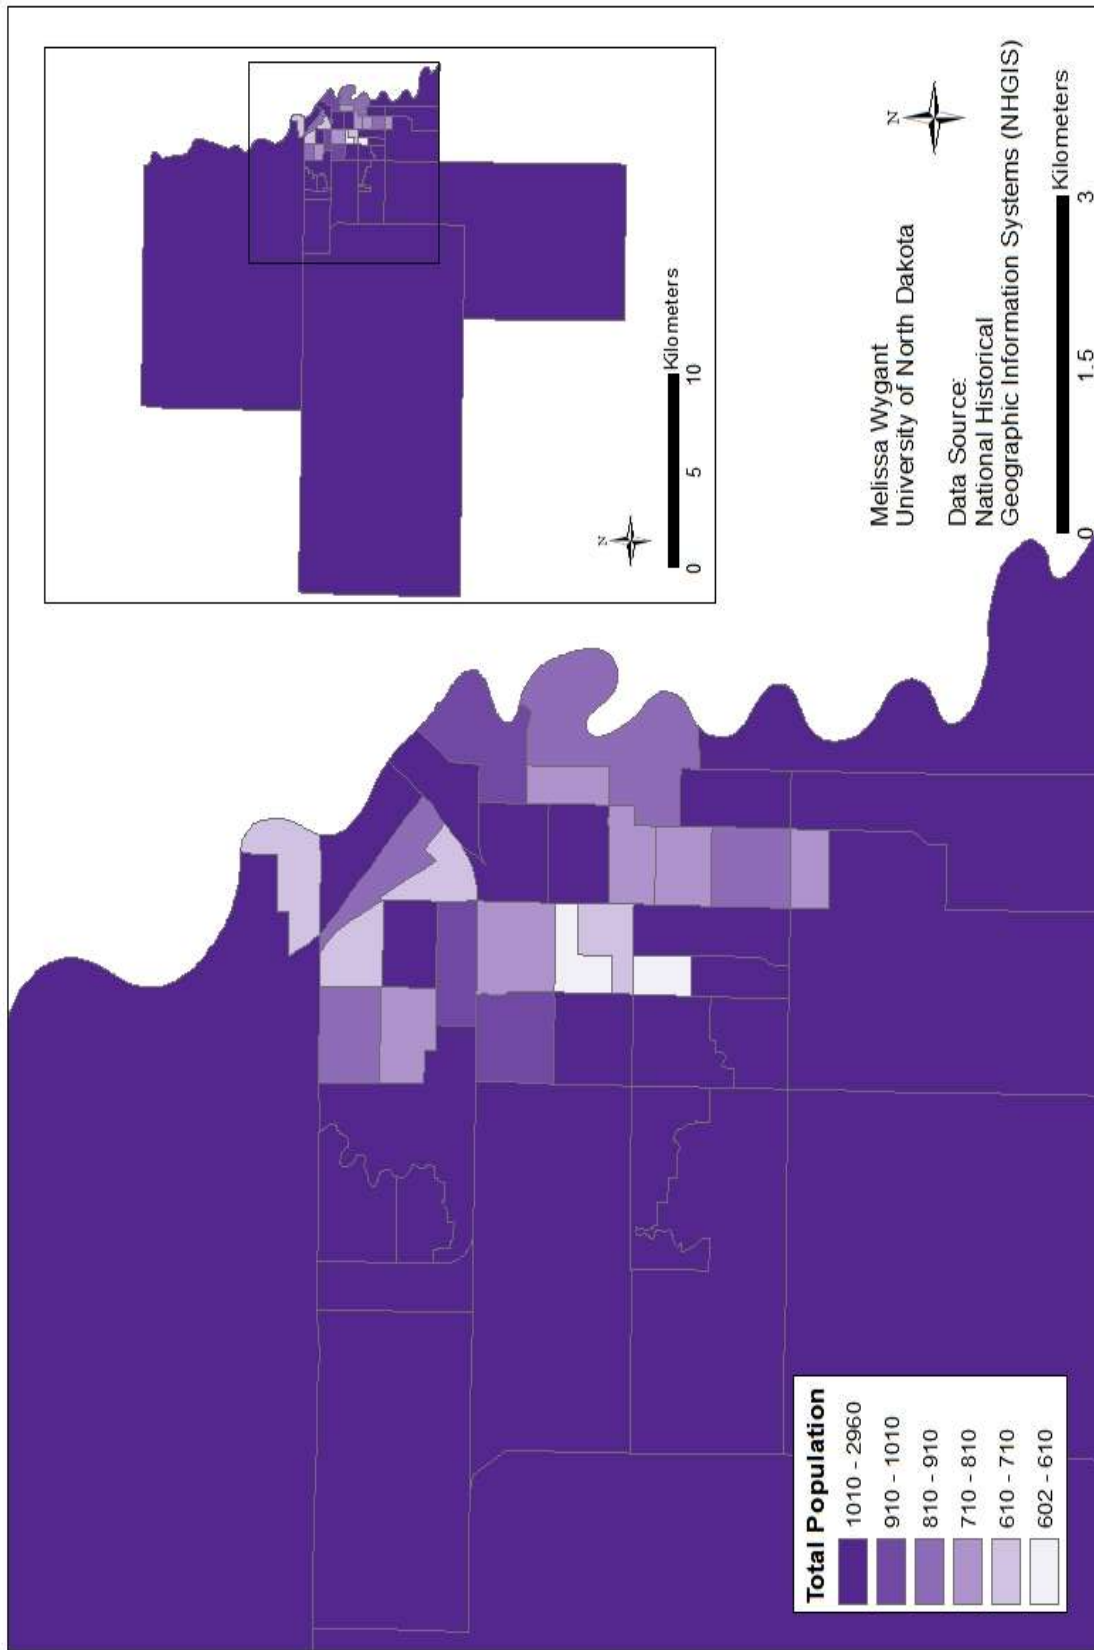 N
0 5 10 Kilometers
Melissa Wygant
University of North Dakota
Data Source:
National Historical
Geographic Information Systems (NHGIS)
N
0 1.5 3 Kilometers
Total Population
1010 - 2960
910 - 1010
810 - 910
710 - 810
610 - 710
602 - 610